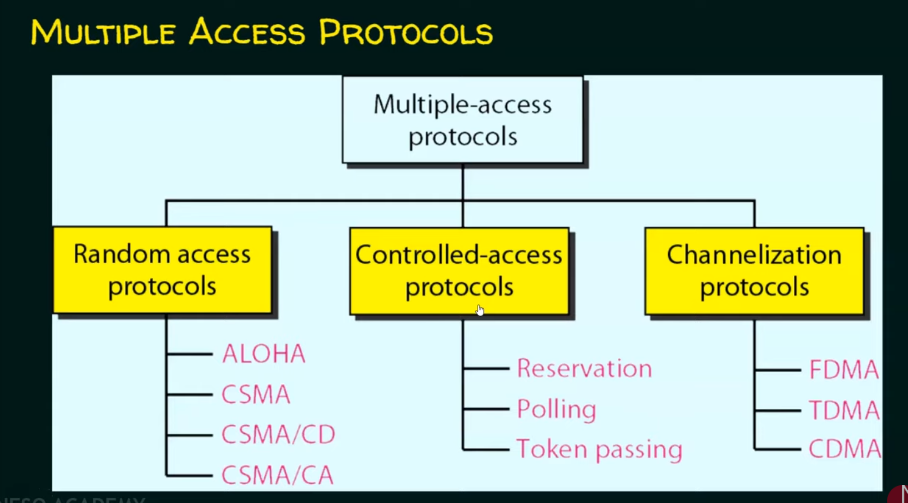 MULTIPLE ACCESS PROTOCOLS
Multiple-access
protocols
Random access
protocols
Controlled-access
protocols
Channelization
protocols
ALOHA
CSMA
CSMA/CD
CSMA/CA
Reservation
Polling
Token passing
FDMA
TDMA
CDMA